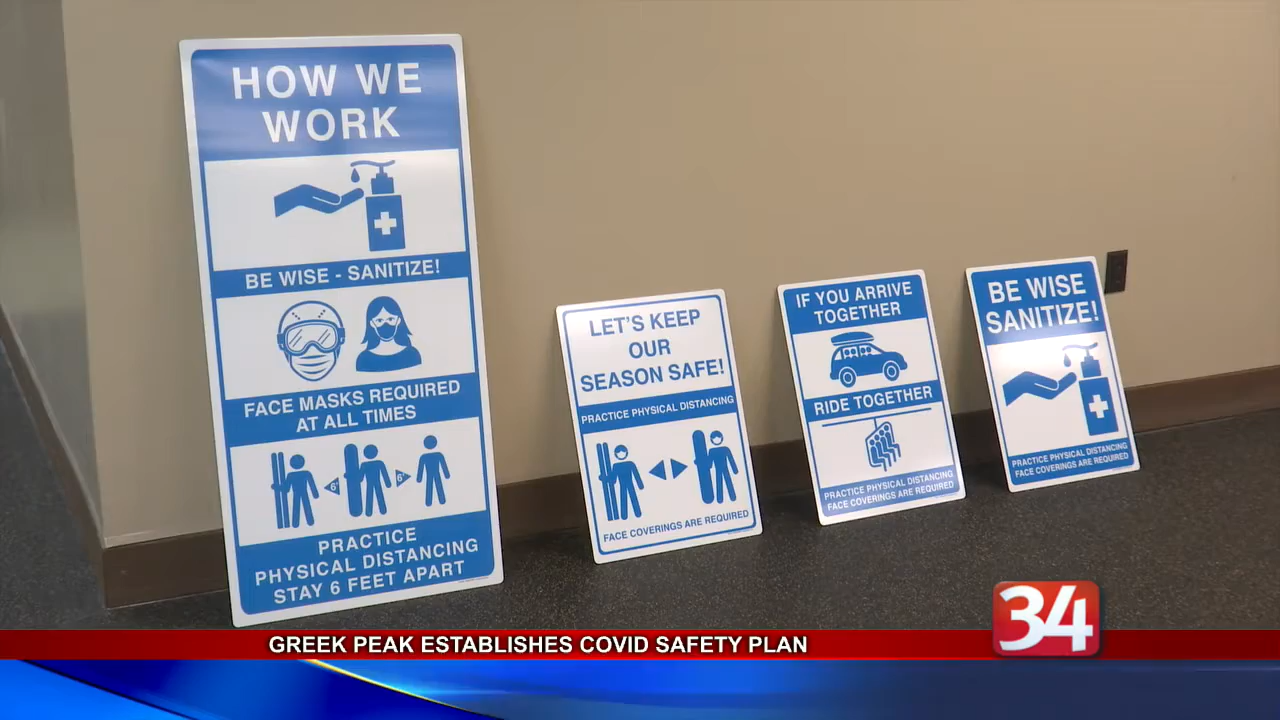 HOW WE
WORK
BE WISE - SANITIZE!
FACE MASKS REQUIRED
AT ALL TIMES
6'
6'
PRACTICE
PHYSICAL DISTANCING
STAY 6 FEET APART
LET'S KEEP
OUR
SEASON SAFE!
PRACTICE PHYSICAL DISTANCING
FACE COVERINGS ARE REQUIRED
IF YOU ARRIVE
TOGETHER
RIDE TOGETHER
PRACTICE PHYSICAL DISTANCING
FACE COVERINGS ARE REQUIRED
BE WISE
SANITIZE!
PRACTICE PHYSICAL DISTANCING
FACE COVERINGS ARE REQUIRED
34
GREEK PEAK ESTABLISHES COVID SAFETY PLAN